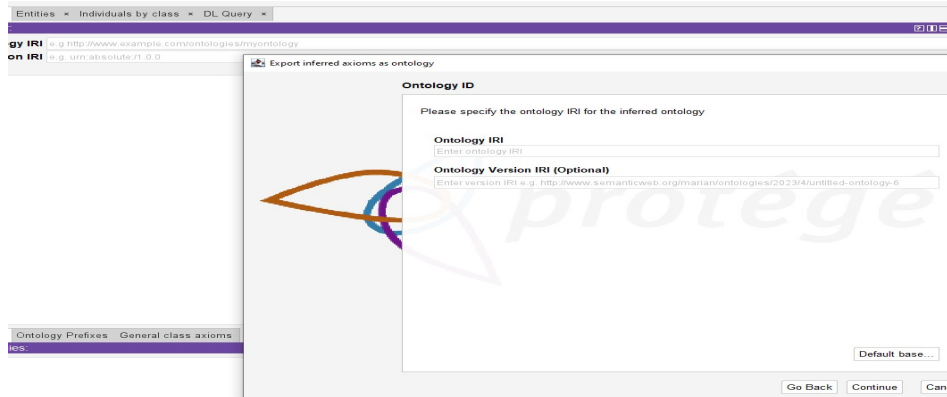 Entities × Individuals by class × DL Query ×
gy IRI e.g http://www.example.com/ontologies/myontology
on IRI e.g. urn:absolute:/1.0.0
Export inferred axioms as ontology
Ontology ID
Please specify the ontology IRI for the inferred ontology
Ontology IRI
Enter ontology IRI
Ontology Version IRI (Optional)
Enter version IRI e.g. http://www.semanticweb.org/marian/ontologies/2023/4/untitled-ontology-6
protégé
Ontology Prefixes General class axioms
ies:
Default base...
Go Back Continue Can